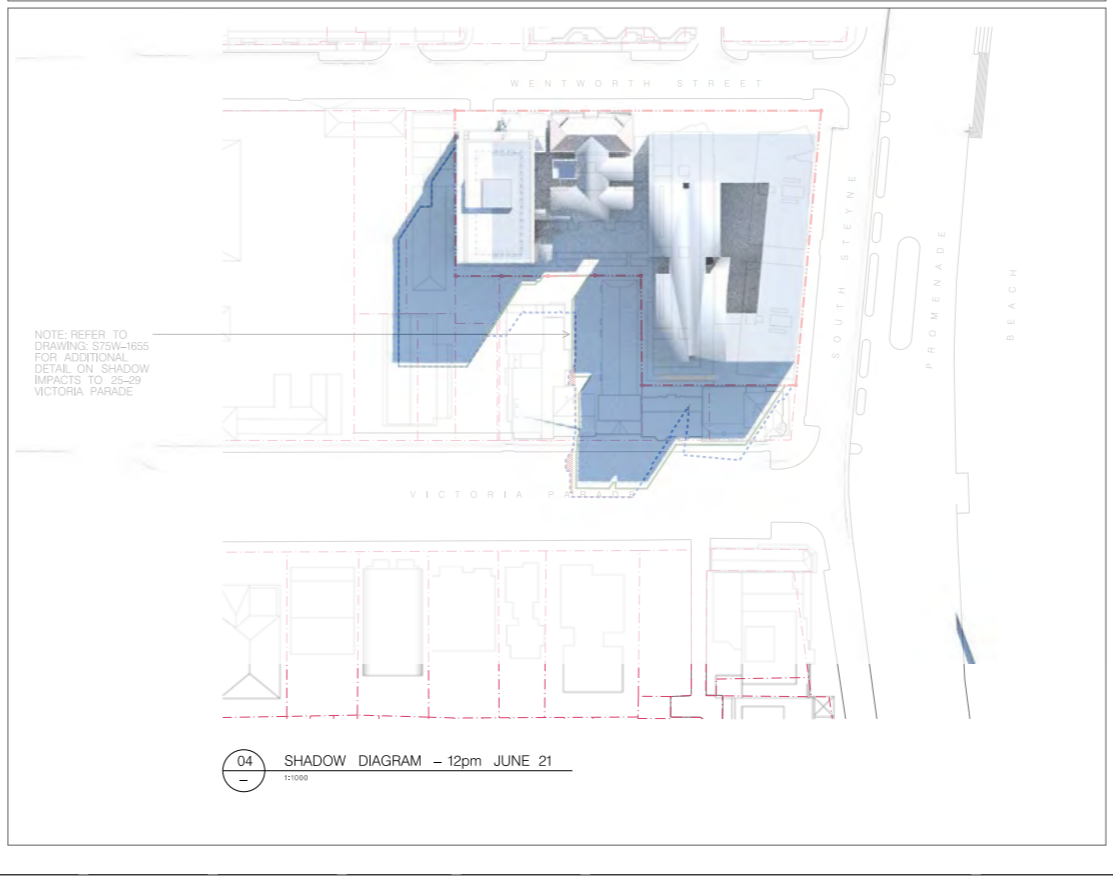 WENTWORTH STREET
SOUTH STEYNE
PROMENADE
BEACH
NOTE: REFER TO
DRAWING: S75W-1655
FOR ADDITIONAL
DETAIL ON SHADOW
IMPACTS TO 25-29
VICTORIA PARADE
VICTORIA PARADE
04
SHADOW DIAGRAM - 12pm JUNE 21
-
1:1000